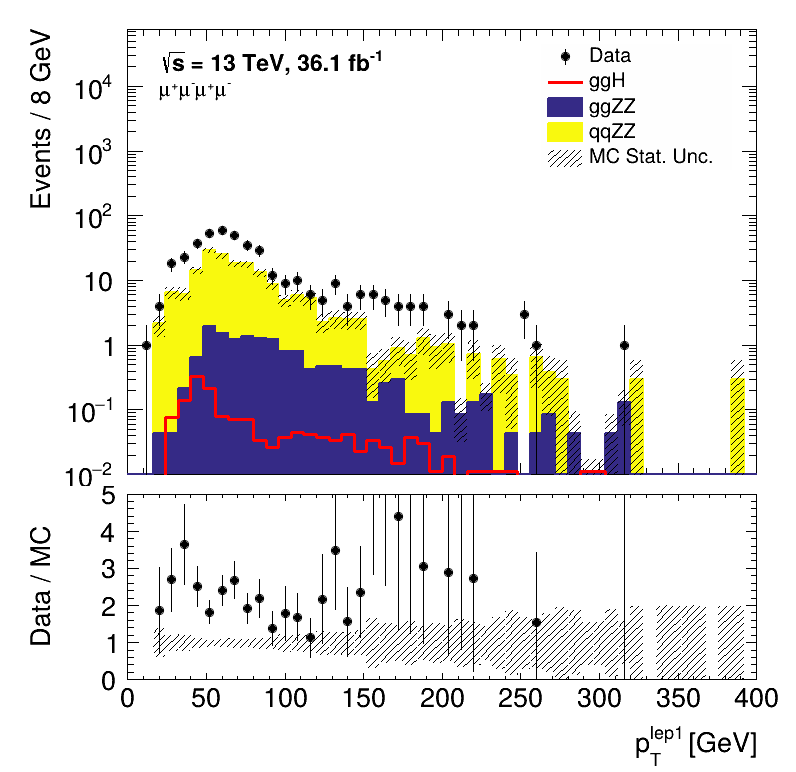 Events / 8 GeV
√s = 13 TeV, 36.1 fb⁻¹
μ⁺μ⁻μ⁺μ⁻
Data
ggH
ggZZ
qqZZ
MC Stat. Unc.
10⁴
10³
10²
10
1
10⁻¹
10⁻²
Data / MC
5
4
3
2
1
0
0 50 100 150 200 250 300 350 400
p_T^lep1 [GeV]